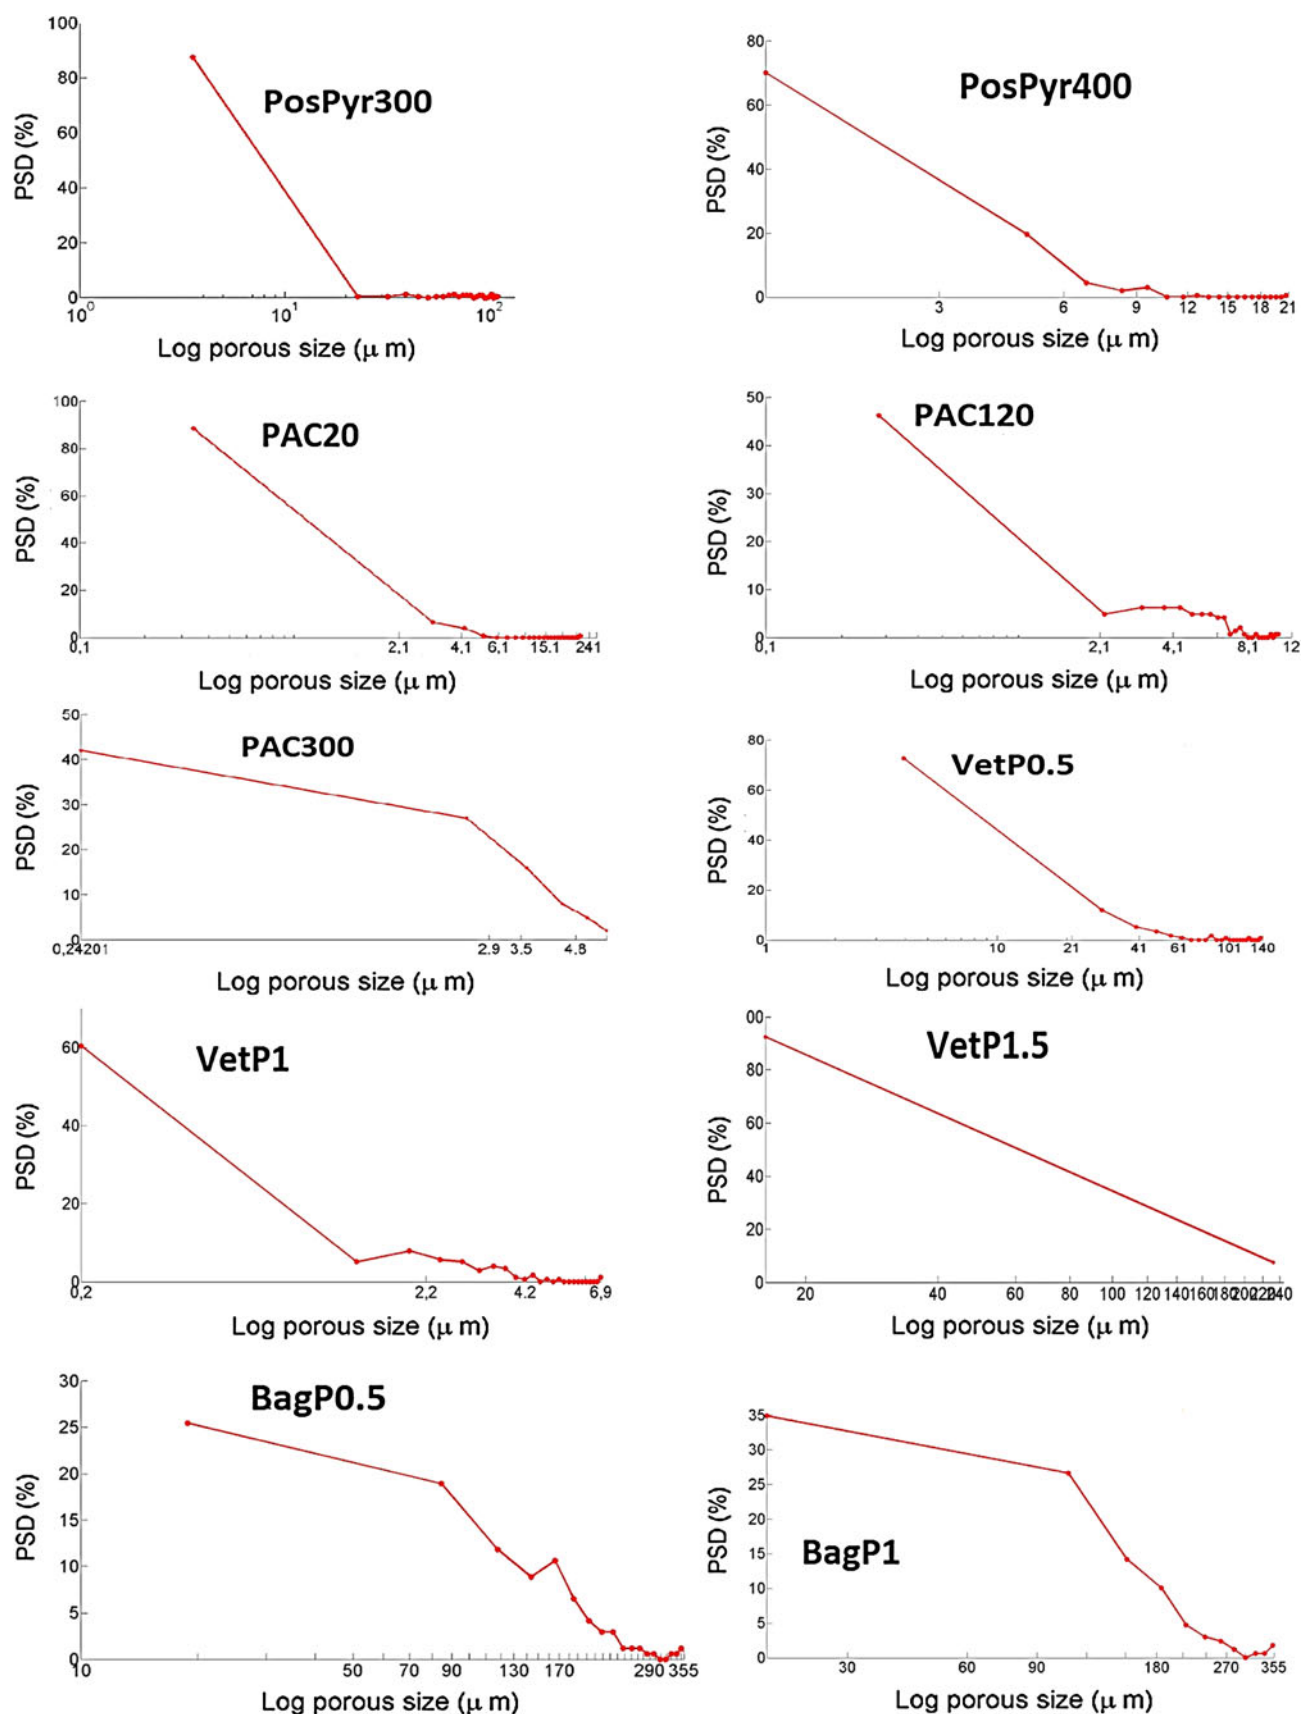 PosPyr300
PSD (%)
100
80
60
40
20
0
10⁰ 10¹ 10²
Log porous size (μ m)
PosPyr400
PSD (%)
80
60
40
20
0
3 6 9 12 15 18 21
Log porous size (μ m)
PAC20
PSD (%)
100
80
60
40
20
0
0,1 2,1 4,1 6,1 15.1 241
Log porous size (μ m)
PAC120
PSD (%)
50
40
30
20
10
0
0,1 2,1 4,1 8,1 12
Log porous size (μ m)
PAC300
PSD (%)
50
40
30
20
10
0
0,24201 2.9 3.5 4.8
Log porous size (μ m)
VetP0.5
PSD (%)
80
60
40
20
0
1 10 21 41 61 101 140
Log porous size (μ m)
VetP1
PSD (%)
60
40
20
0
0,2 2,2 4.2 6,9
Log porous size (μ m)
VetP1.5
PSD (%)
00
80
60
40
20
0
20 40 60 80 100 120 140 160 180 200 220 240
Log porous size (μ m)
BagP0.5
PSD (%)
30
25
20
15
10
5
0
10 50 70 90 130 170 290 355
Log porous size (μ m)
BagP1
PSD (%)
35
30
25
20
15
10
5
0
30 60 90 180 270 355
Log porous size (μ m)